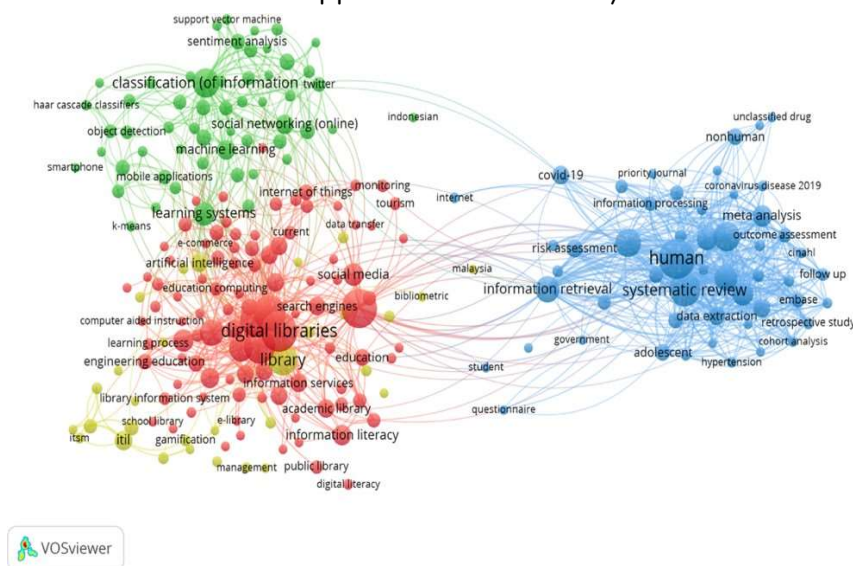 support vector machine
sentiment analysis
classification (of information
twitter
haar cascade classifiers
indonesian
unclassified drug
object detection
social networking (online)
nonhuman
machine learning
smartphone
mobile applications
covid-19
priority journal
internet of things
monitoring
coronavirus disease 2019
internet
tourism
information processing
learning systems
meta analysis
k-means
data transfer
current
outcome assessment
e-commerce
risk assessment
cinahl
artificial intelligence
human
social media
malaysia
follow up
education computing
information retrieval
systematic review
bibliometric
embase
search engines
data extraction
computer aided instruction
retrospective study
digital libraries
learning process
government
cohort analysis
engineering education
library
education
adolescent
hypertension
student
information services
library information system
academic library
questionnaire
school library
e-library
itsm
itil
gamification
information literacy
management
public library
digital literacy
VOSviewer